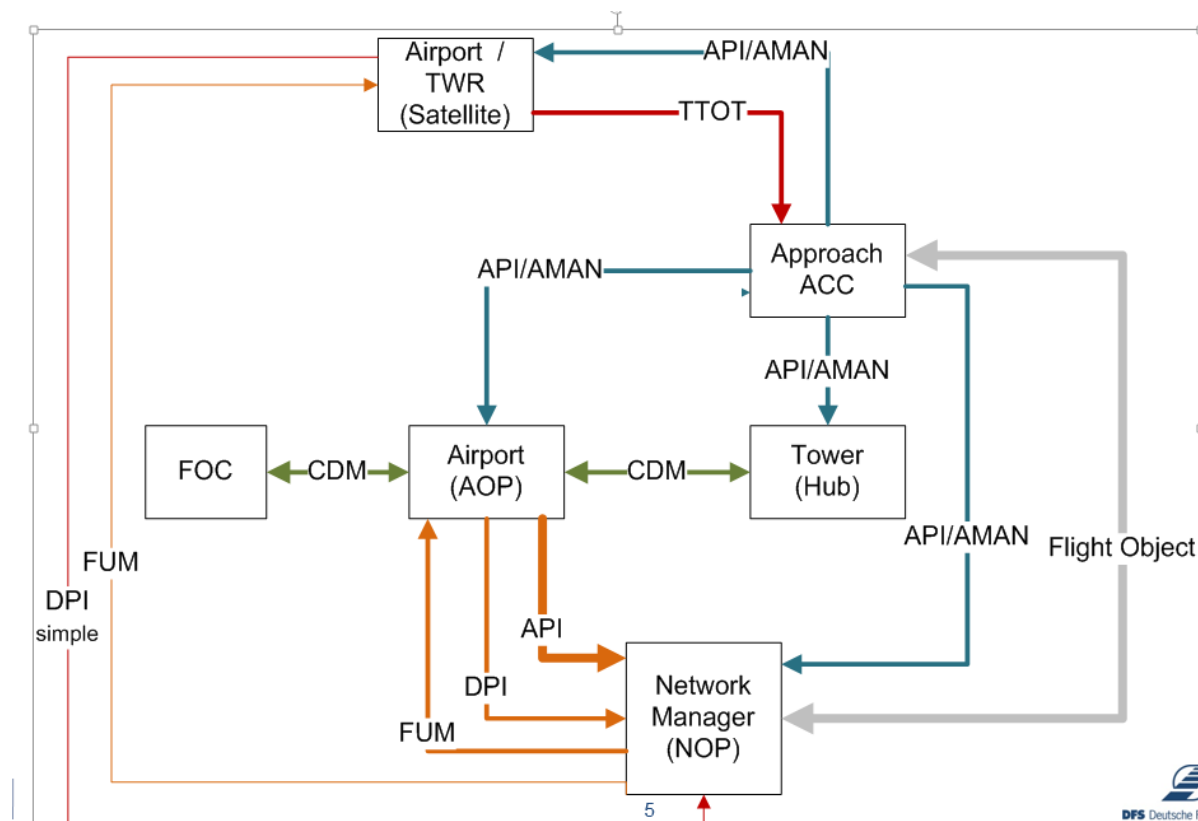 Airport /
TWR
(Satellite)
API/AMAN
TTOT
Approach
ACC
API/AMAN
API/AMAN
FOC
CDM
Airport
(AOP)
CDM
Tower
(Hub)
API/AMAN
Flight Object
FUM
DPI
simple
API
DPI
FUM
Network
Manager
(NOP)
5
DFS Deutsche